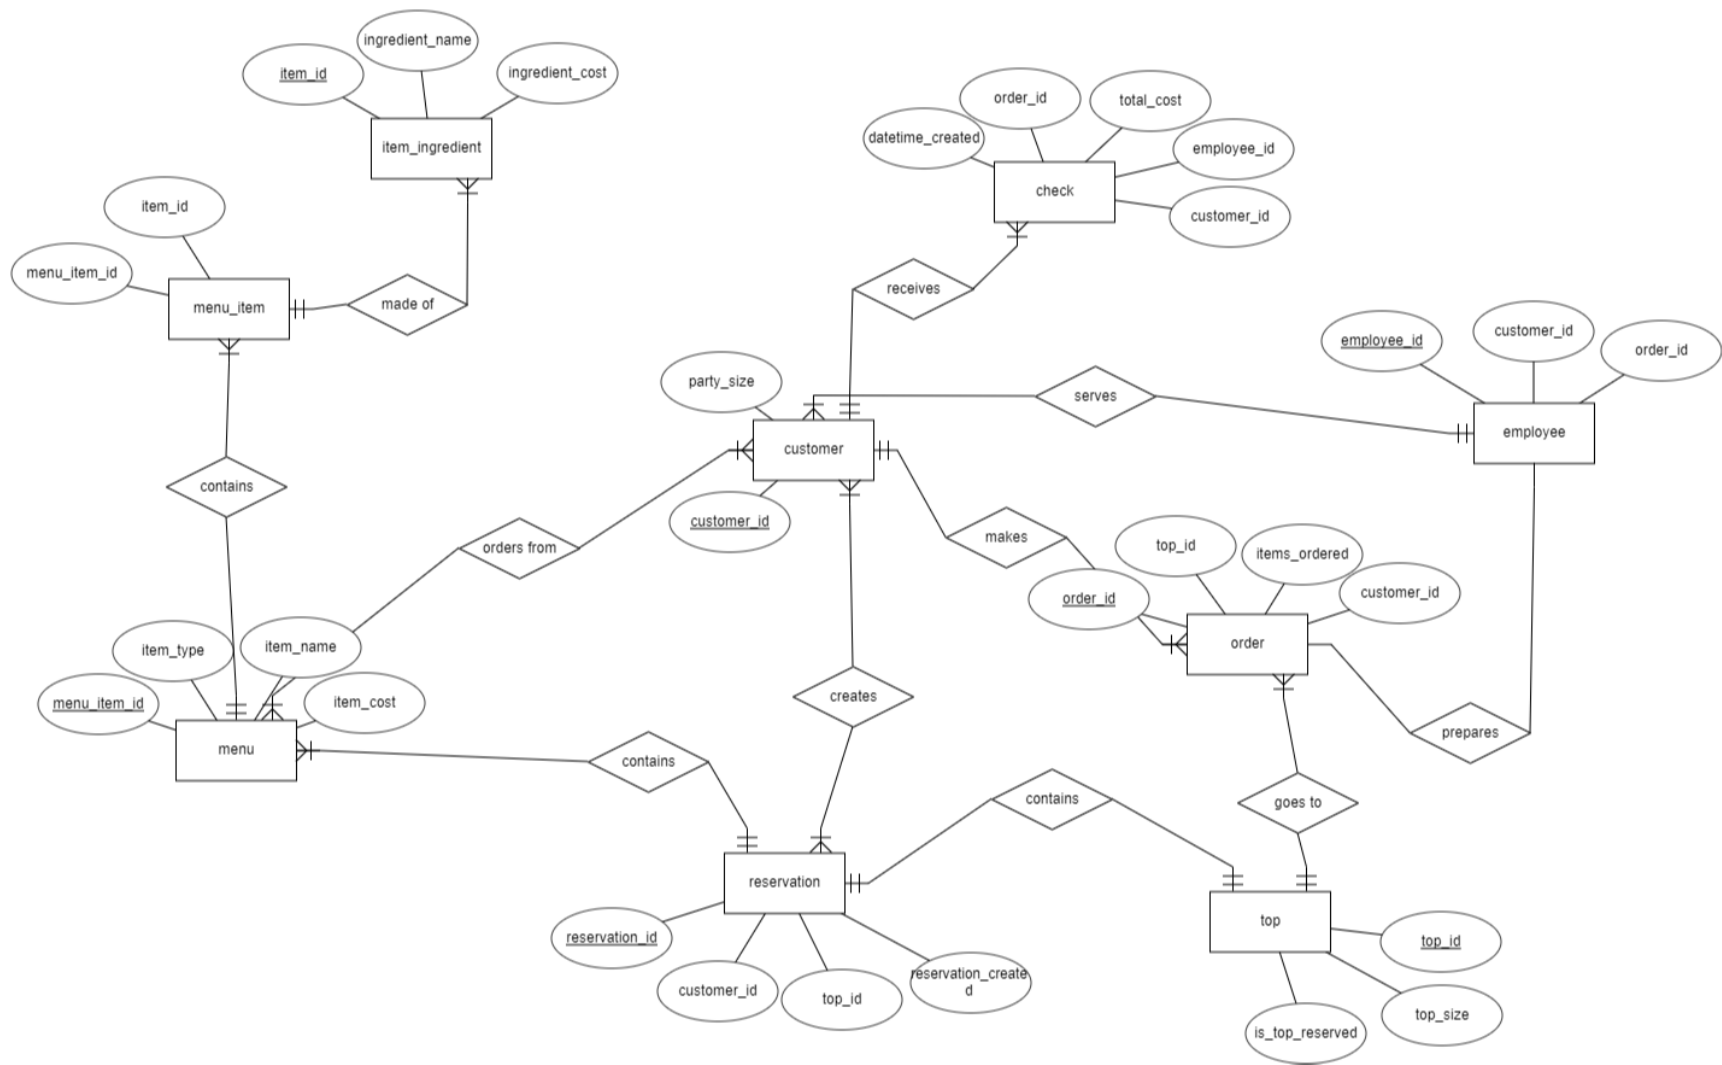 ingredient_name
item_id
ingredient_cost
item_ingredient
order_id
total_cost
datetime_created
employee_id
check
customer_id
item_id
menu_item_id
menu_item
made of
receives
employee_id
customer_id
order_id
party_size
serves
employee
customer
contains
customer_id
orders from
makes
top_id
items_ordered
customer_id
order_id
order
item_type
item_name
menu_item_id
item_cost
menu
creates
prepares
contains
contains
goes to
reservation
top
reservation_id
top_id
customer_id
top_id
reservation_create
d
top_size
is_top_reserved